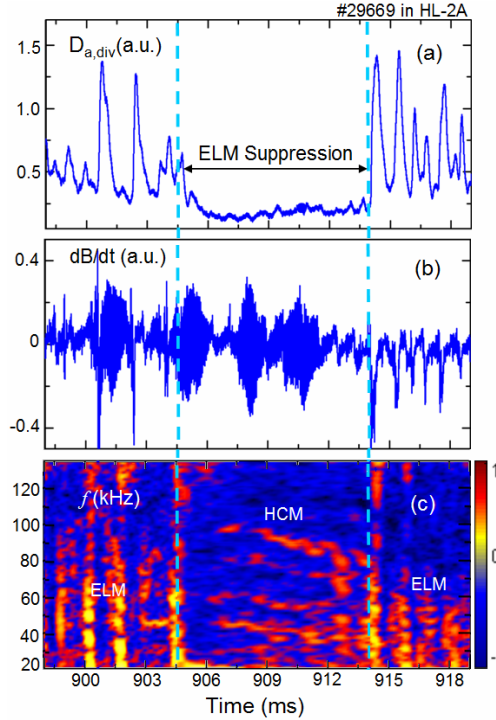 #29669 in HL-2A
D_a,div(a.u.)
(a)
1.5
1.0
0.5
ELM Suppression
dB/dt (a.u.)
(b)
0.4
0
-0.4
f (kHz)
HCM
(c)
ELM
ELM
120
100
80
60
40
20
1
0
-
900 903 906 909 912 915 918
Time (ms)